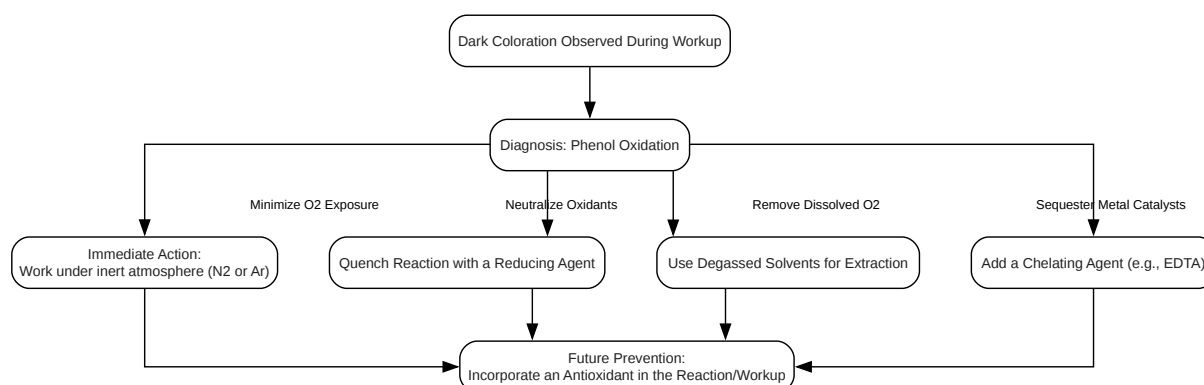 Dark Coloration Observed During Workup
Diagnosis: Phenol Oxidation
Minimize O2 Exposure
Neutralize Oxidants
Remove Dissolved O2
Sequester Metal Catalysts
Immediate Action:
Work under inert atmosphere (N2 or Ar)
Quench Reaction with a Reducing Agent
Use Degassed Solvents for Extraction
Add a Chelating Agent (e.g., EDTA)
Future Prevention:
Incorporate an Antioxidant in the Reaction/Workup